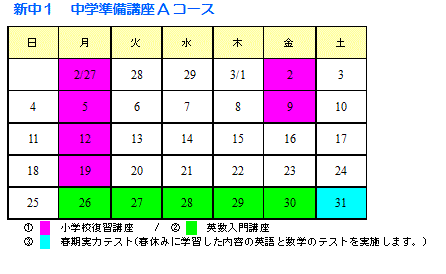 新中１　中学準備講座Ａコース
日 月 火 水 木 金 土
2/27 28 29 3/1 2 3
4 5 6 7 8 9 10
11 12 13 14 15 16 17
18 19 20 21 22 23 24
25 26 27 28 29 30 31
① 小学校復習講座 / ② 英数入門講座
③ 春期実力テスト(春休みに学習した内容の英語と数学のテストを実施します。)